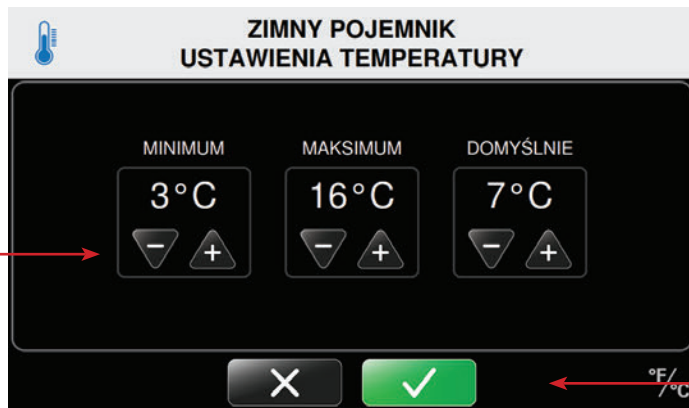 ZIMNY POJEMNIK
USTAWIENIA TEMPERATURY
MINIMUM MAKSIMUM DOMYŚLNIE
3°C 16°C 7°C
− + − + − +
°F/°C